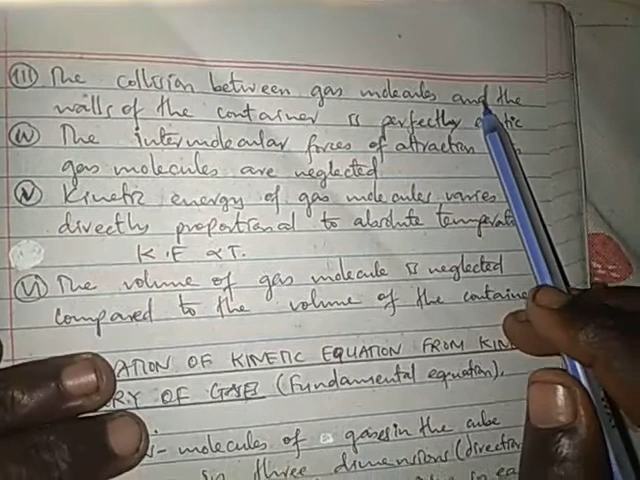 (III) The collision between gas molecules and the
walls of the container is perfectly
(IV) The intermolecular forces of attraction
gas molecules are neglected
(V) Kinetic energy of gas molecules varies
directly proportional to absolute temperatu
K.E ∝ T.
(VI) The volume of gas molecule is neglected
compared to the volume of the containe
ATION OF KINETIC EQUATION FROM KIN
RY OF GASES (Fundamental equation).
molecules of gases in the cube
in three dimensions (direction